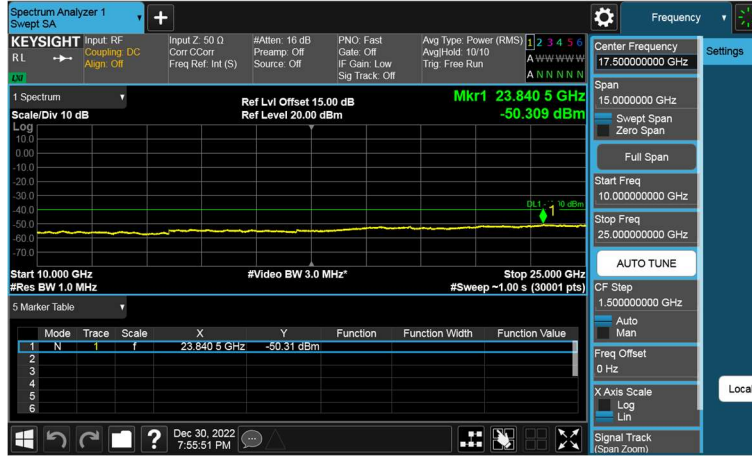 Spectrum Analyzer 1
Swept SA
Frequency
KEYSIGHT
RL
LXI
Input: RF
Coupling: DC
Align: Off
Input Z: 50 Ω
Corr CCorr
Freq Ref: Int (S)
#Atten: 16 dB
Preamp: Off
Source: Off
PNO: Fast
Gate: Off
IF Gain: Low
Sig Track: Off
Avg Type: Power (RMS)
Avg|Hold: 10/10
Trig: Free Run
1 2 3 4 5 6
A W W W W W
A N N N N N
Settings
1 Spectrum
Scale/Div 10 dB
Ref Lvl Offset 15.00 dB
Ref Level 20.00 dBm
Mkr1 23.840 5 GHz
-50.309 dBm
Log
10.0
0.00
-10.0
-20.0
-30.0
-40.0
-50.0
-60.0
-70.0
1
Start 10.000 GHz
#Res BW 1.0 MHz
#Video BW 3.0 MHz*
Stop 25.000 GHz
#Sweep ~1.00 s (30001 pts)
5 Marker Table
Mode Trace Scale X Y Function Function Width Function Value
1 N 1 f 23.840 5 GHz -50.31 dBm
2
3
4
5
6
Dec 30, 2022
7:55:51 PM
Center Frequency
17.500000000 GHz
Span
15.0000000 GHz
Swept Span
Zero Span
Full Span
Start Freq
10.000000000 GHz
Stop Freq
25.000000000 GHz
AUTO TUNE
CF Step
1.500000000 GHz
Auto
Man
Freq Offset
0 Hz
X Axis Scale
Log
Lin
Signal Track
(Span Zoom)
Local